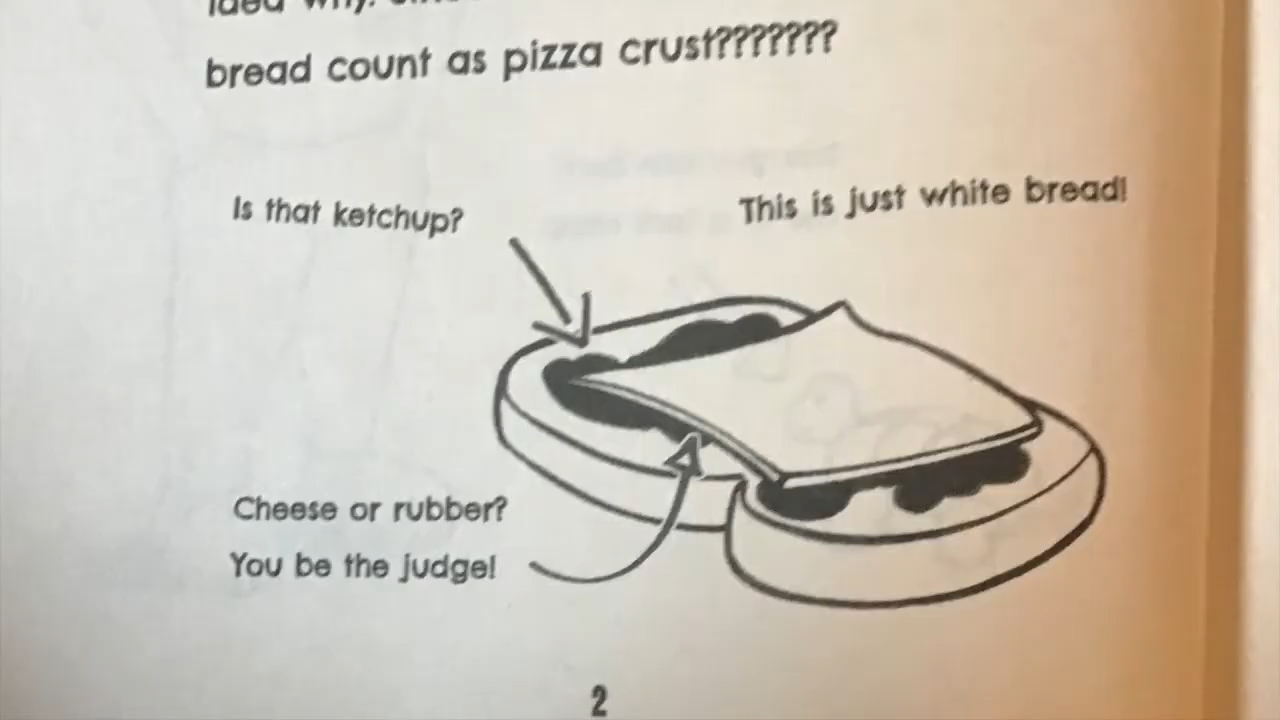 why.
bread count as pizza crust???????
Is that ketchup?
This is just white bread!
Cheese or rubber?
You be the judge!
2